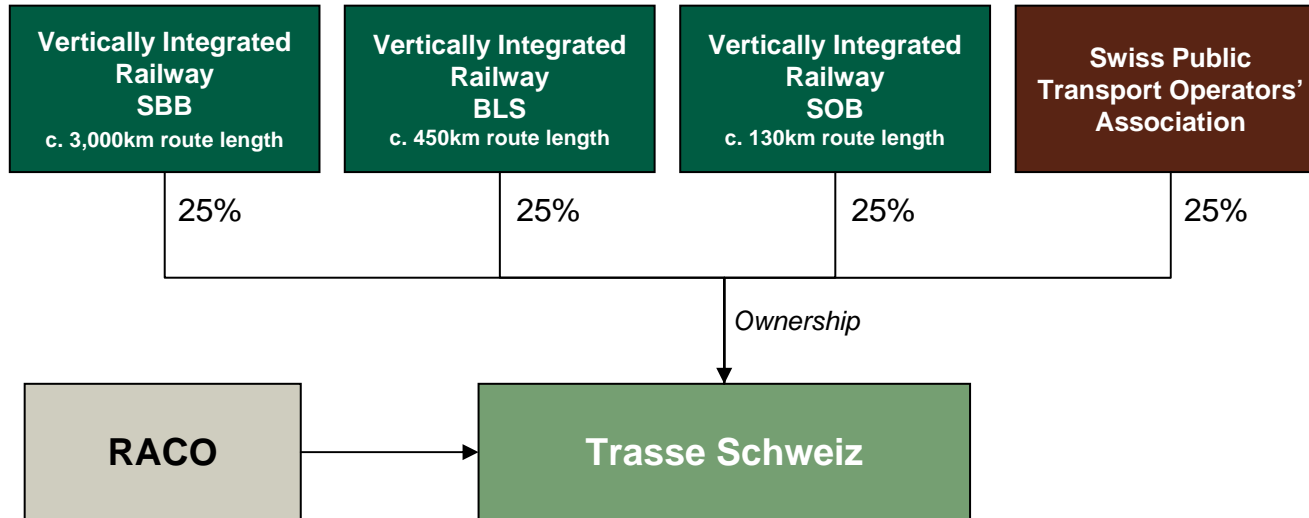 Vertically Integrated
Railway
SBB
c. 3,000km route length
Vertically Integrated
Railway
BLS
c. 450km route length
Vertically Integrated
Railway
SOB
c. 130km route length
Swiss Public
Transport Operators’
Association
25%
25%
25%
25%
Ownership
RACO
Trasse Schweiz